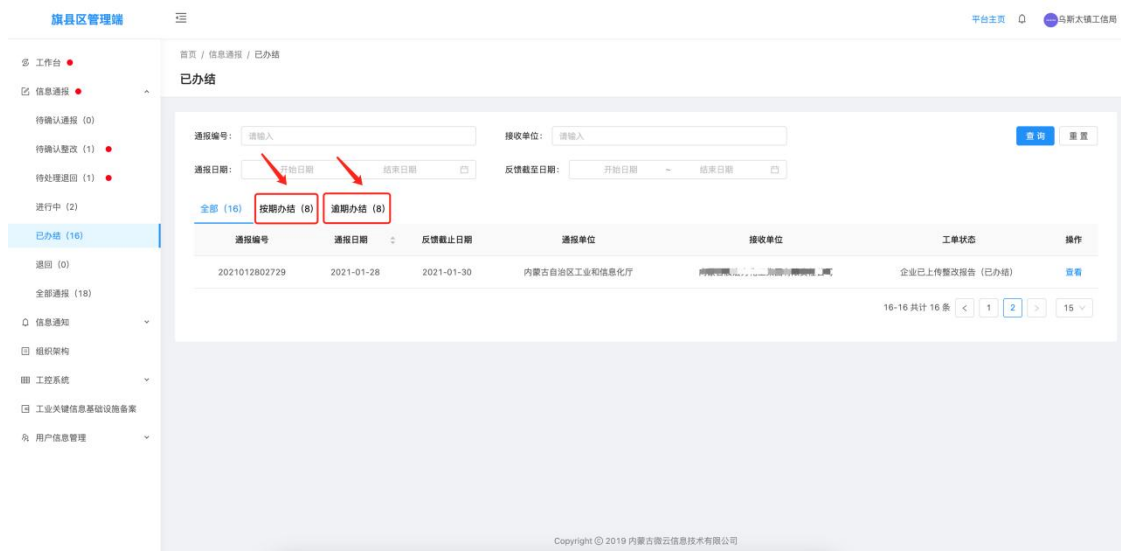 旗县区管理端
平台主页 乌斯太镇工信局
首页 / 信息通报 / 已办结
已办结
工作台
信息通报
待确认通报（0）
待确认整改（1）
待处理退回（1）
进行中（2）
已办结（16）
退回（0）
全部通报（18）
信息通知
组织架构
工控系统
工业关键信息基础设施备案
用户信息管理
通报编号： 请输入 接收单位： 请输入 查 询 重 置
通报日期： 开始日期 结束日期 反馈截至日期： 开始日期 ~ 结束日期
全部（16） 按期办结（8） 逾期办结（8）
通报编号 通报日期 反馈截止日期 通报单位 接收单位 工单状态 操作
2021012802729 2021-01-28 2021-01-30 内蒙古自治区工业和信息化厅 企业已上传整改报告（已办结） 查看
16-16 共计 16 条 < 1 2 > 15
Copyright © 2019 内蒙古微云信息技术有限公司